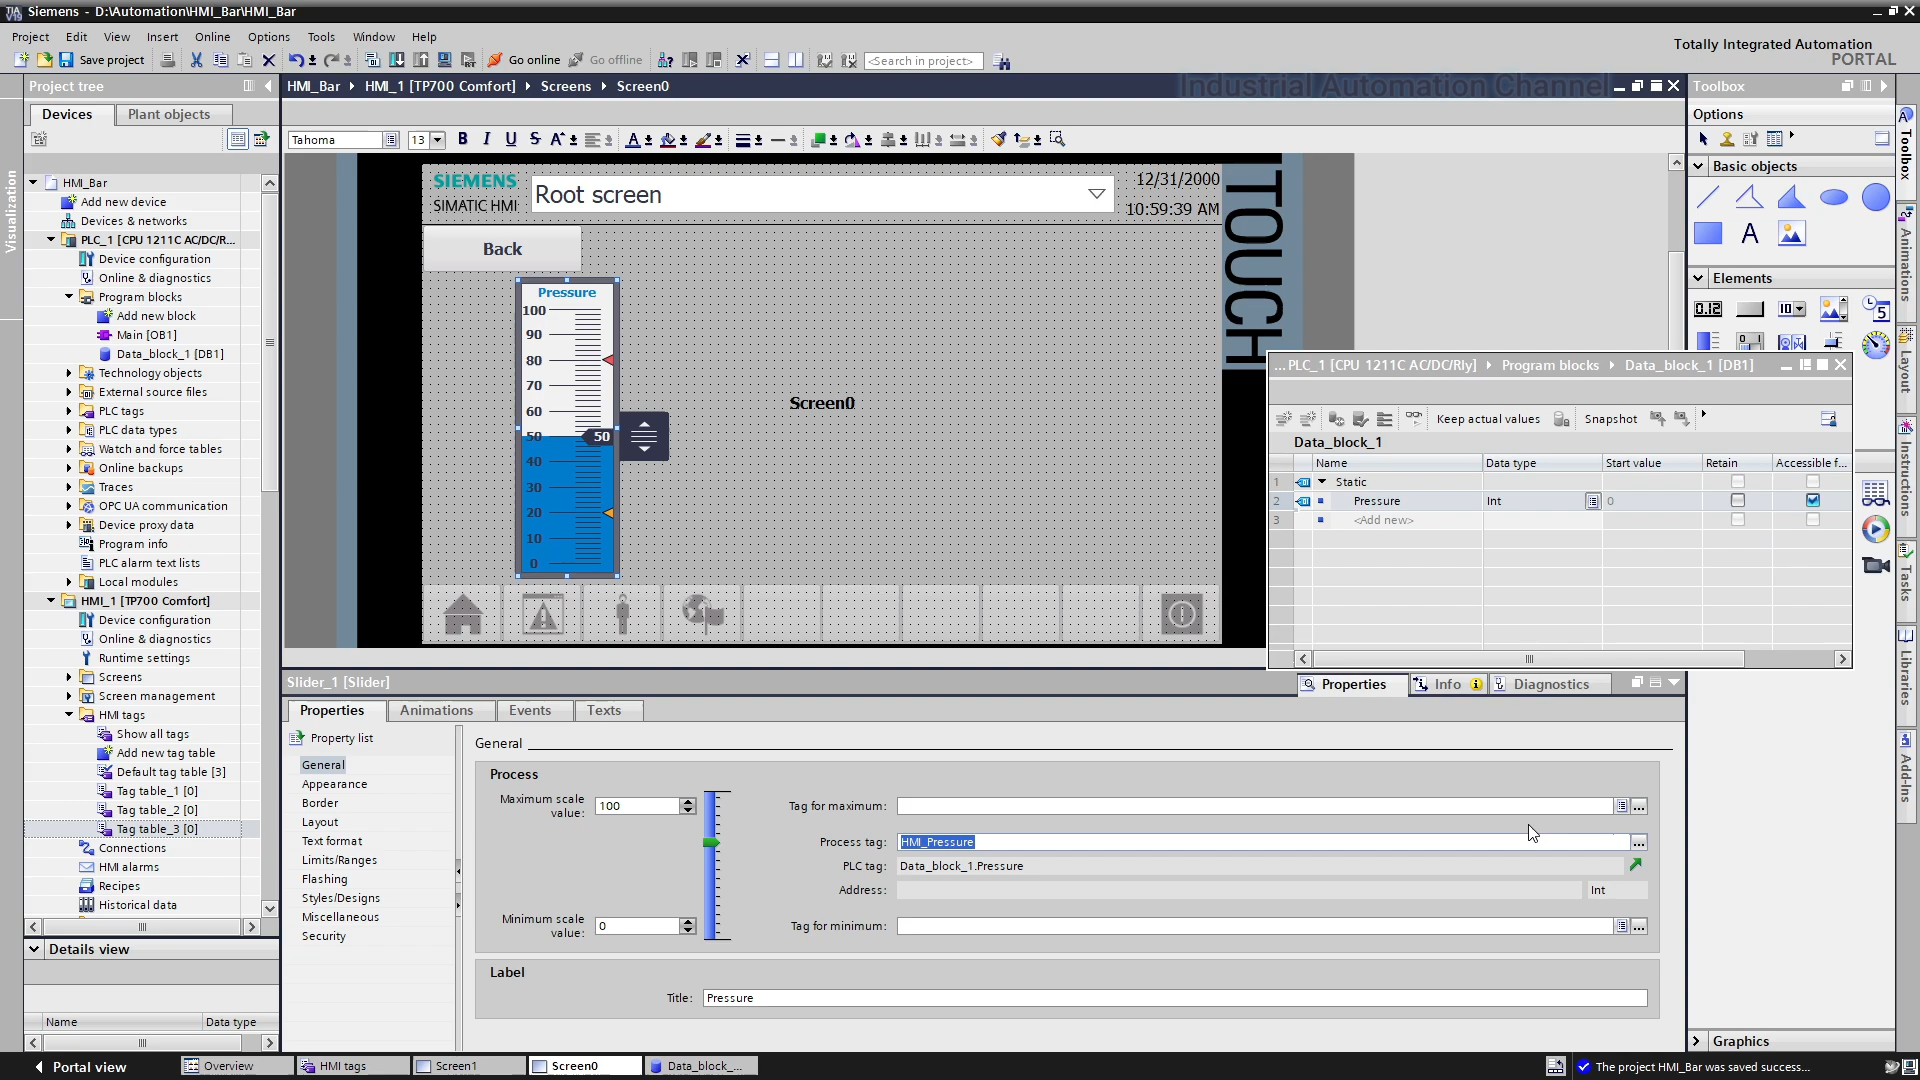 Siemens - D:\Automation\HMI_Bar\HMI_Bar
Project Edit View Insert Online Options Tools Window Help
Totally Integrated Automation
PORTAL
Save project Go online Go offline <Search in project>
Project tree
HMI_Bar HMI_1 [TP700 Comfort] Screens Screen0
Industrial Automation Channel
Toolbox
Devices Plant objects
Options
Tahoma 13
Basic objects
Elements
Graphics
Visualization
HMI_Bar
Add new device
Devices & networks
PLC_1 [CPU 1211C AC/DC/R...
Device configuration
Online & diagnostics
Program blocks
Add new block
Main [OB1]
Data_block_1 [DB1]
Technology objects
External source files
PLC tags
PLC data types
Watch and force tables
Online backups
Traces
OPC UA communication
Device proxy data
Program info
PLC alarm text lists
Local modules
HMI_1 [TP700 Comfort]
Device configuration
Online & diagnostics
Runtime settings
Screens
Screen management
HMI tags
Show all tags
Add new tag table
Default tag table [3]
Tag table_1 [0]
Tag table_2 [0]
Tag table_3 [0]
Connections
HMI alarms
Recipes
Historical data
Details view
Name Data type
SIEMENS
SIMATIC HMI
Root screen
12/31/2000
10:59:39 AM
TOUCH
Back
Pressure
100
90
80
70
60
50 50
40
30
20
10
0
Screen0
...PLC_1 [CPU 1211C AC/DC/Rly] Program blocks Data_block_1 [DB1]
Keep actual values Snapshot
Data_block_1
Name Data type Start value Retain Accessible f...
1 Static
2 Pressure Int 0
3 <Add new>
Toolbox
Animations
Layout
Instructions
Tasks
Libraries
Add-Ins
Slider_1 [Slider]
Properties Info Diagnostics
Properties Animations Events Texts
Property list
General
Appearance
Border
Layout
Text format
Limits/Ranges
Flashing
Styles/Designs
Miscellaneous
Security
General
Process
Maximum scale value: 100
Tag for maximum:
Process tag: HMI_Pressure
PLC tag: Data_block_1.Pressure
Address: Int
Minimum scale value: 0
Tag for minimum:
Label
Title: Pressure
Portal view Overview HMI tags Screen1 Screen0 Data_block_...
The project HMI_Bar was saved success...